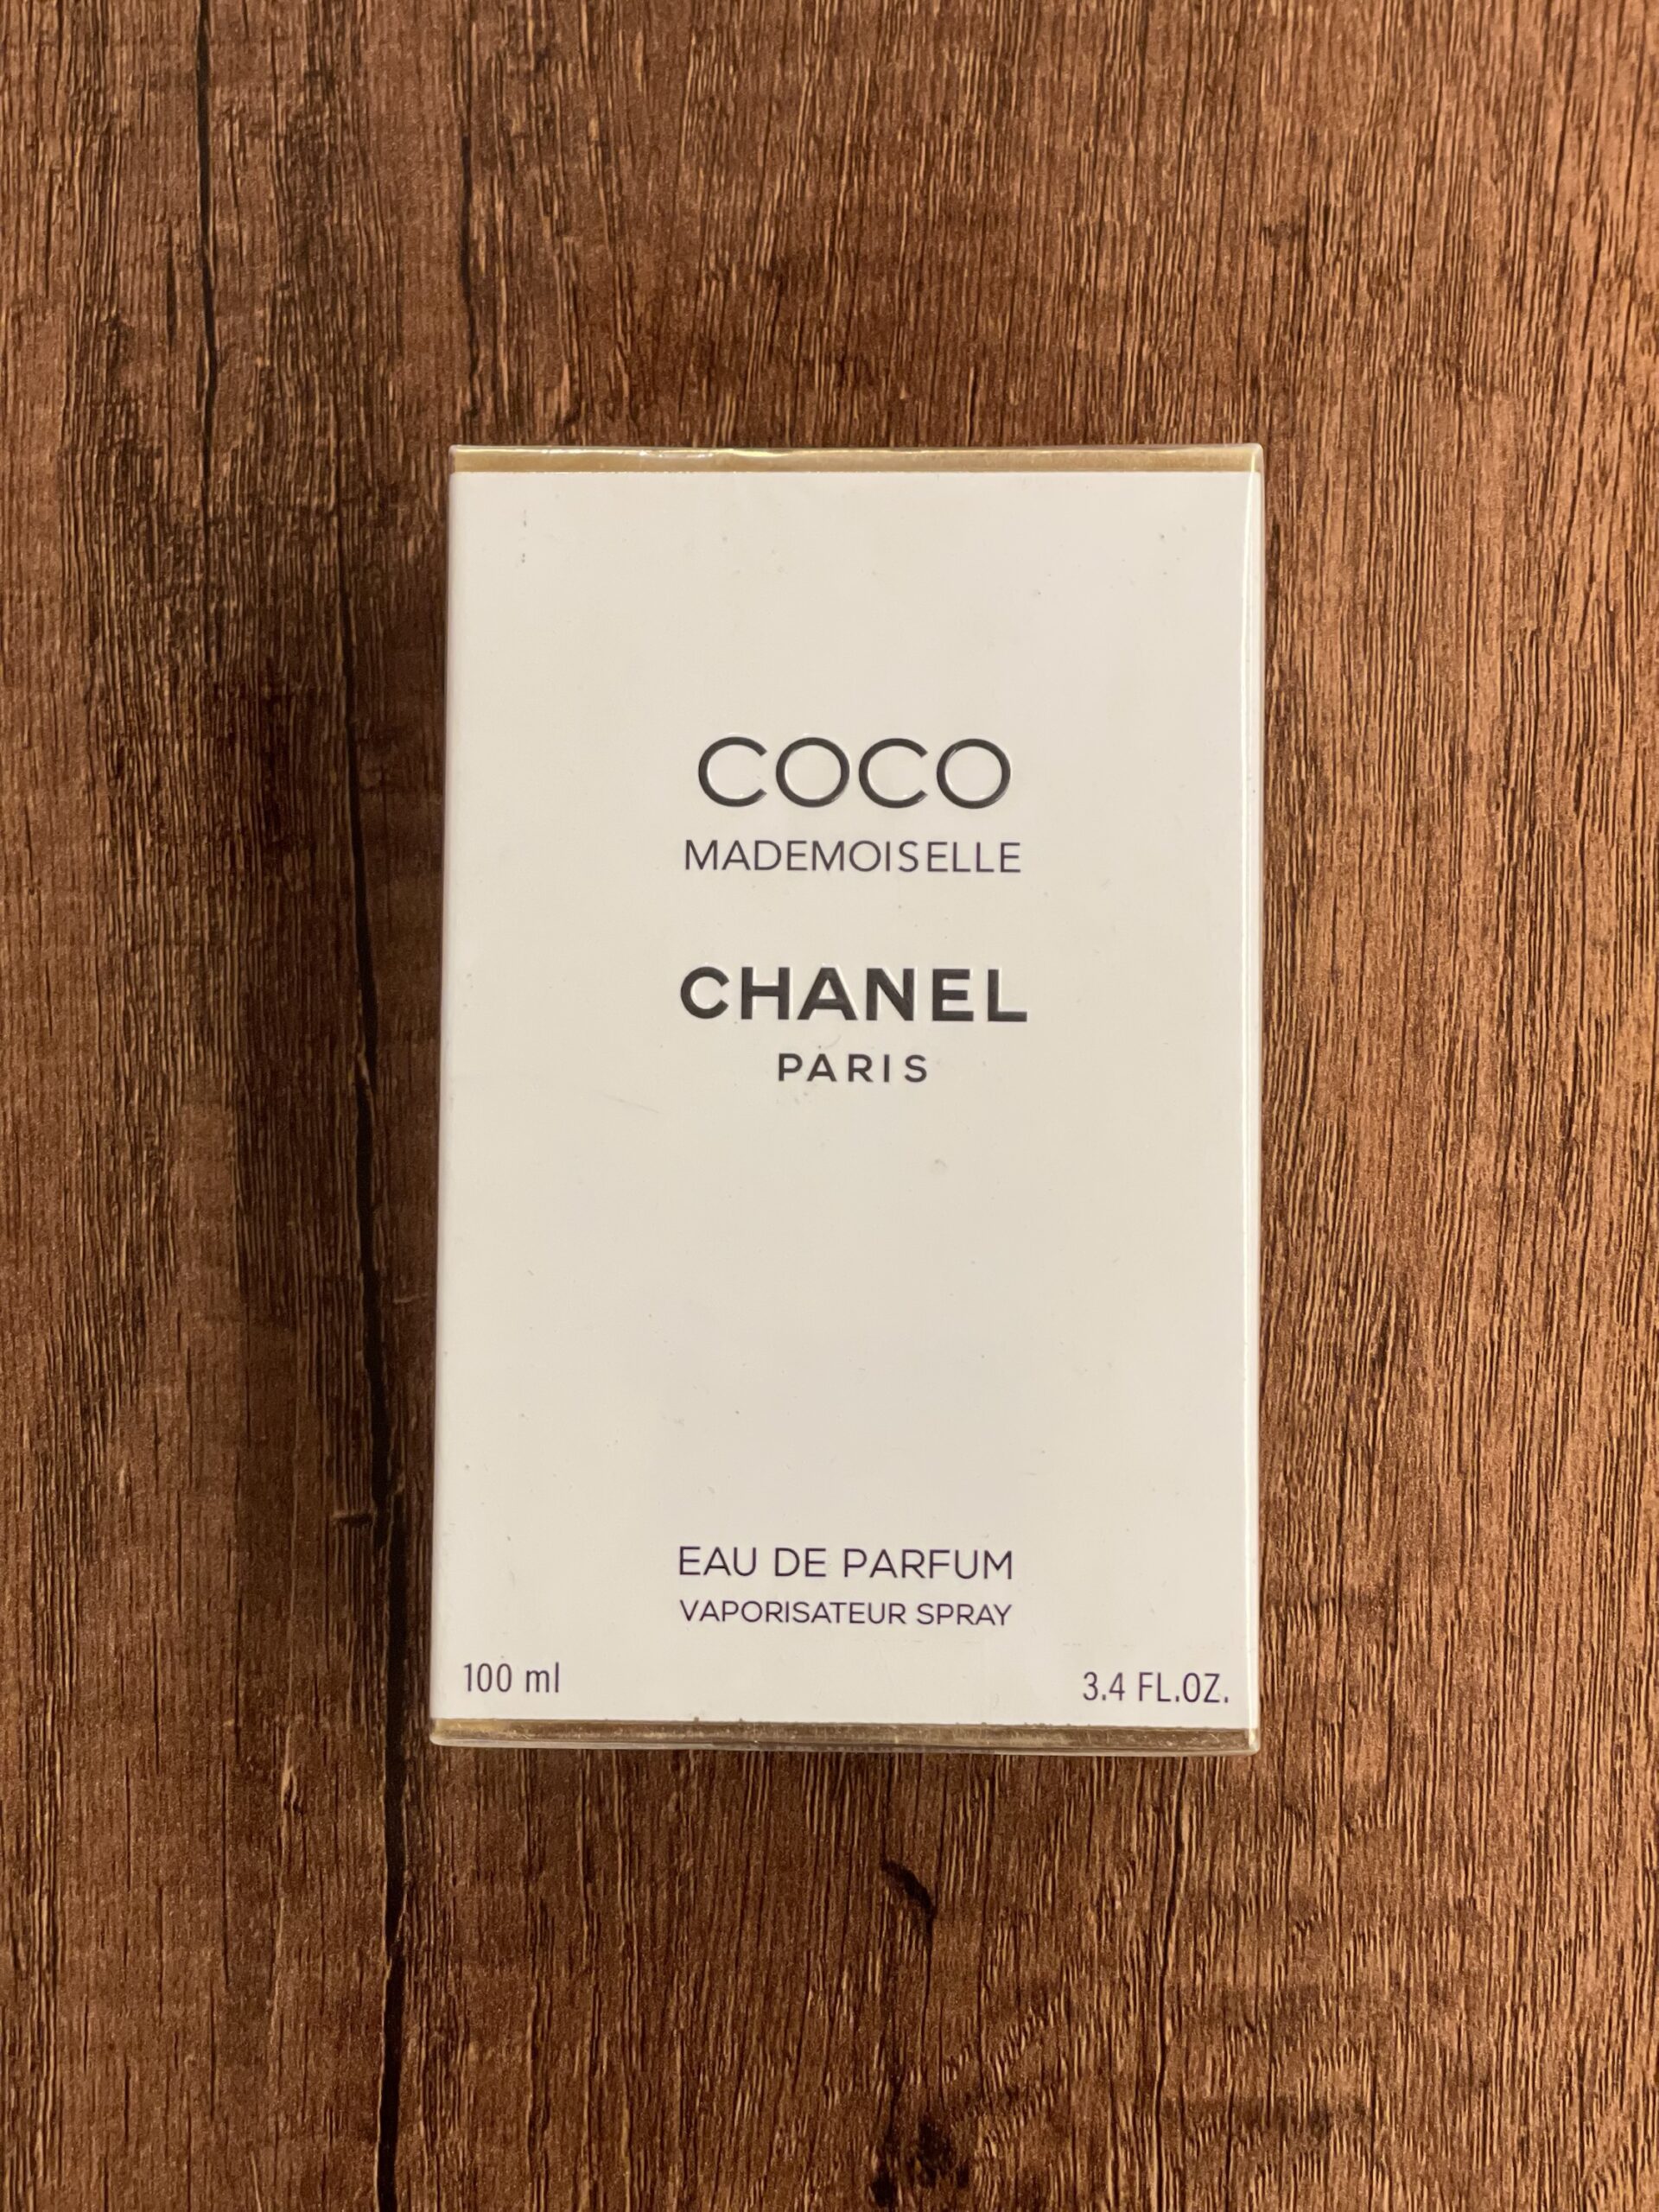 COCO
MADEMOISELLE
CHANEL
PARIS
EAU DE PARFUM
VAPORISATEUR SPRAY
100 ml 3.4 FL.OZ.